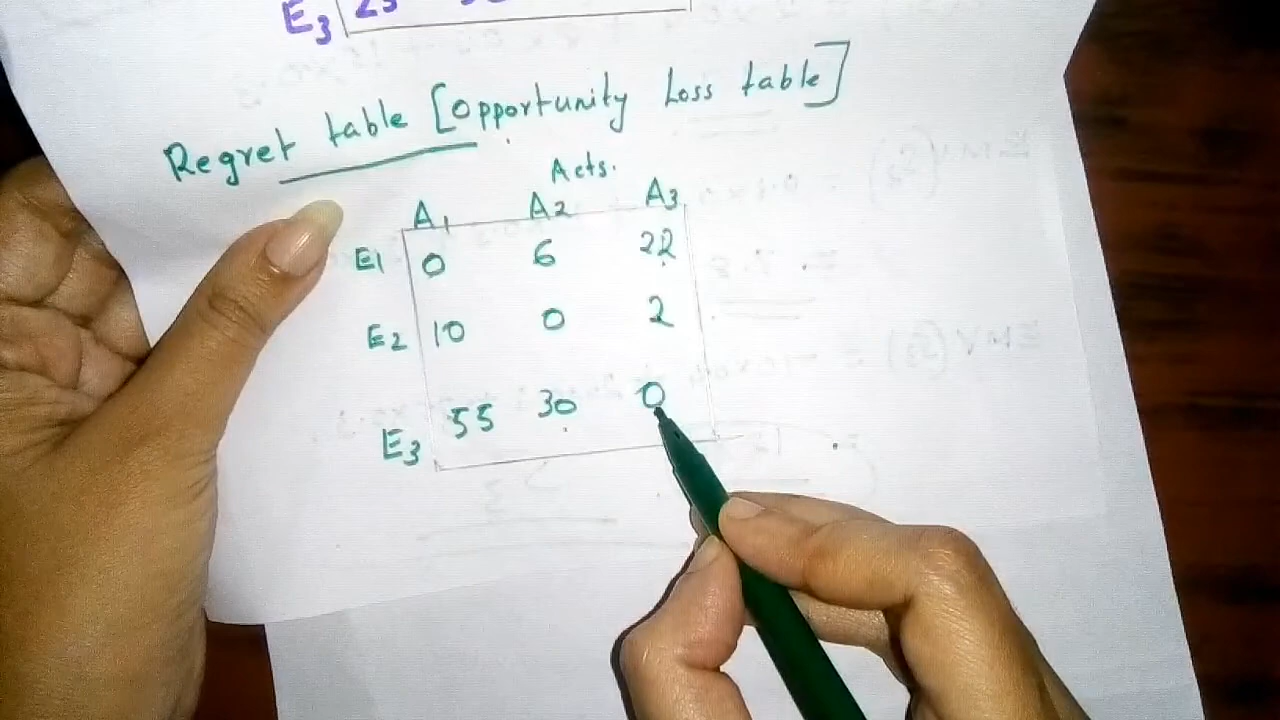 E3 25
Regret table [Opportunity Loss table]
Acts.
A1 A2 A3
E1 0 6 22
E2 10 0 2
E3 55 30 0